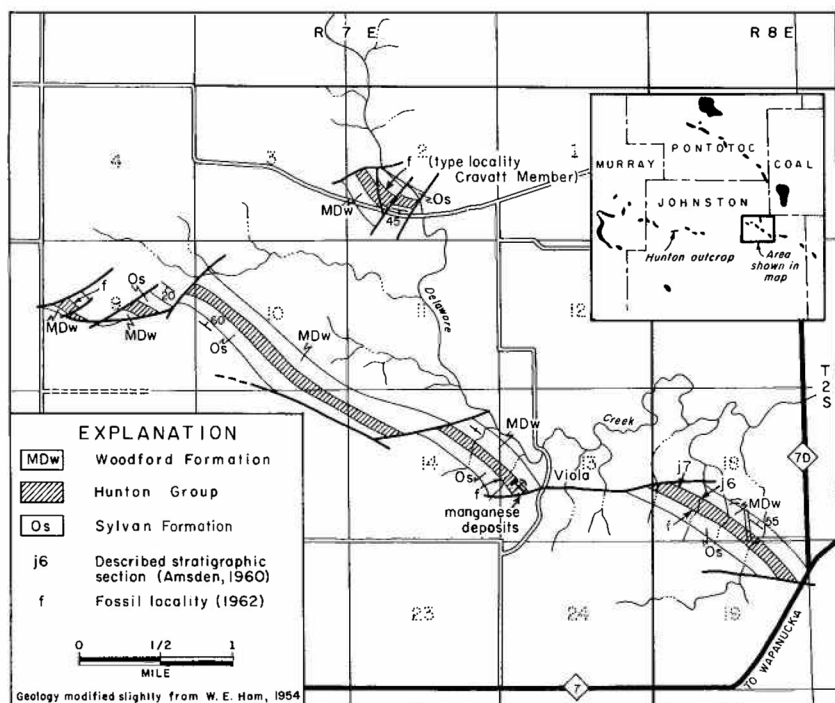 R 7 E
R 8 E
4
3
2
1
f (type locality
Cravatt Member)
MDw
Os
45
MURRAY
PONTOTOC
COAL
JOHNSTON
Hunton outcrop
Area
shown in
map
f
Os
9
20
MDw
MDw
10
60
Os
MDw
11
Delaware
12
T
2
S
Creek
MDw
14
Os
f
manganese
deposits
Viola
13
j7
18
j6
MDw
55
f
Os
7D
EXPLANATION
MDw Woodford Formation
Hunton Group
Os Sylvan Formation
j6 Described stratigraphic
section (Amsden, 1960)
f Fossil locality (1962)
0 1/2 1
MILE
Geology modified slightly from W. E. Ham, 1954
23
24
19
TO WAPANUCKA
7